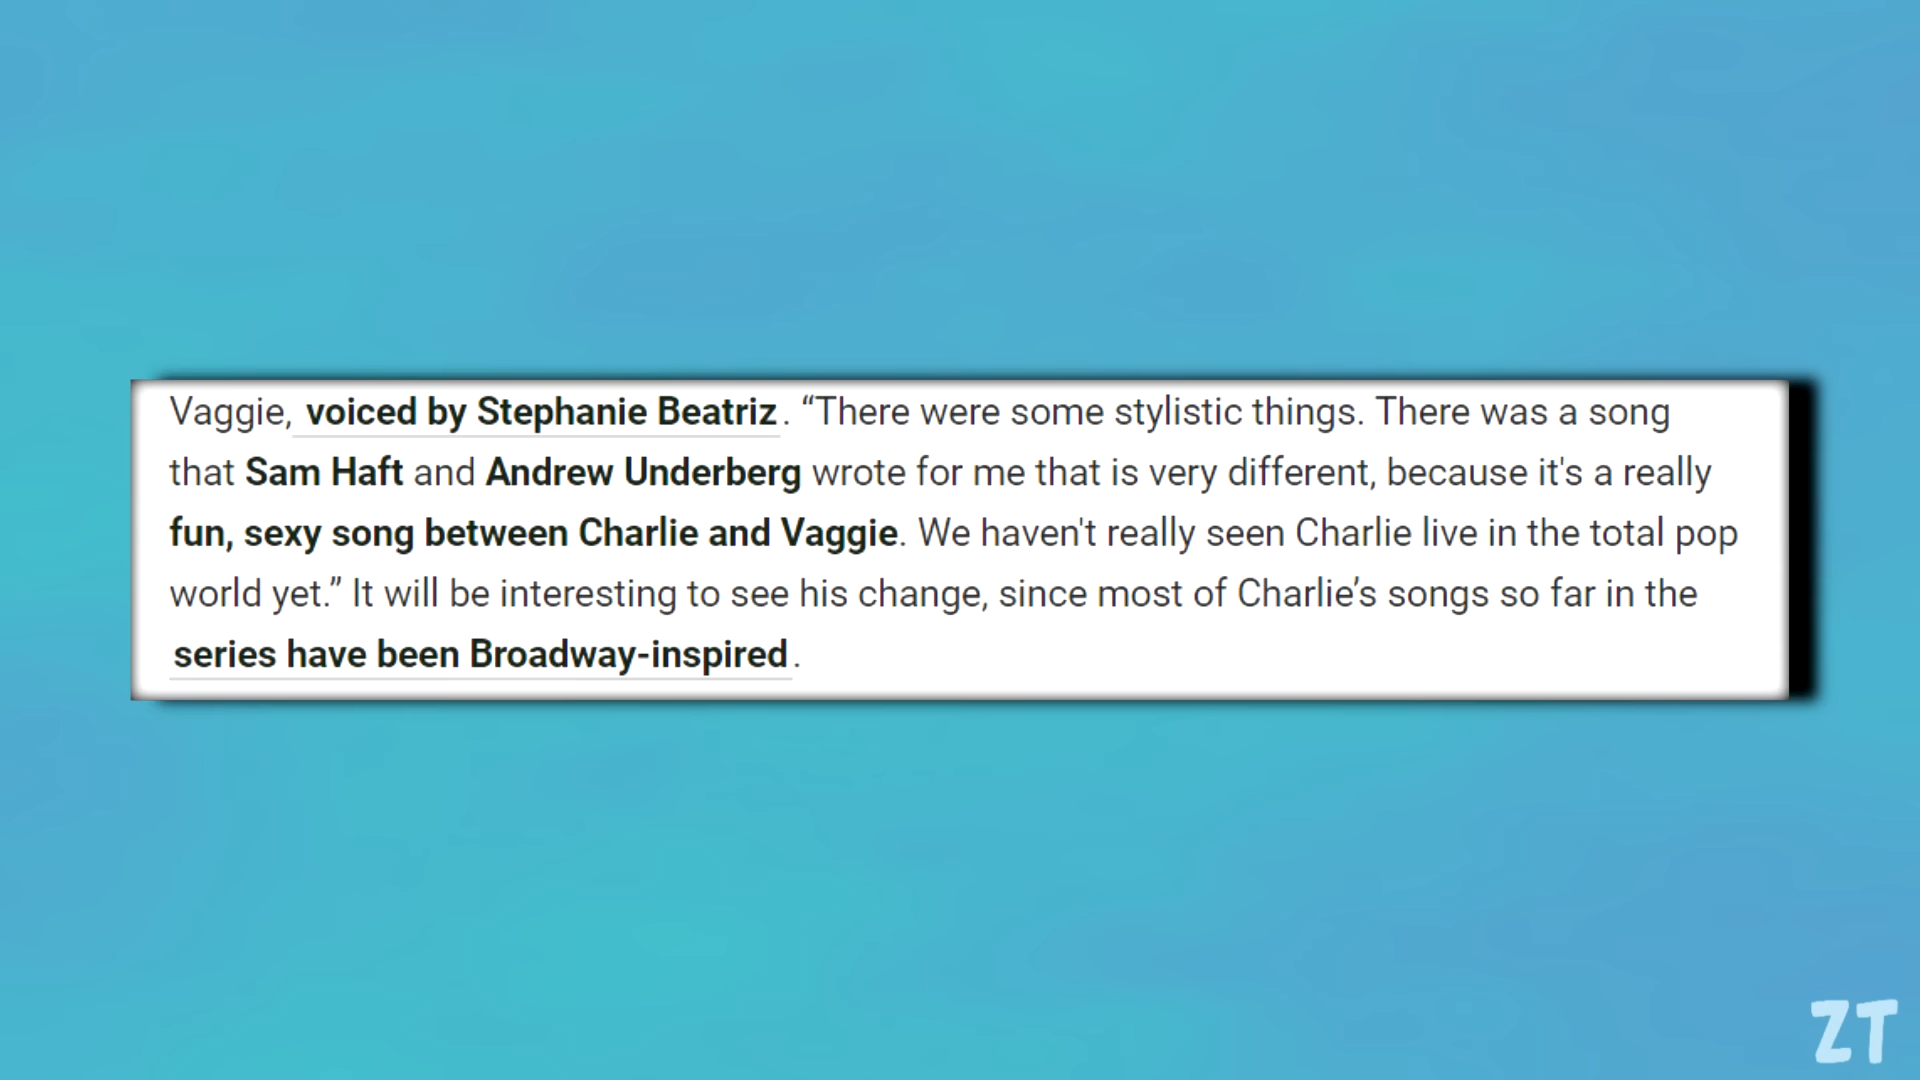 Vaggie, voiced by Stephanie Beatriz. “There were some stylistic things. There was a song
that Sam Haft and Andrew Underberg wrote for me that is very different, because it's a really
fun, sexy song between Charlie and Vaggie. We haven't really seen Charlie live in the total pop
world yet.” It will be interesting to see his change, since most of Charlie’s songs so far in the
series have been Broadway-inspired.
ZT